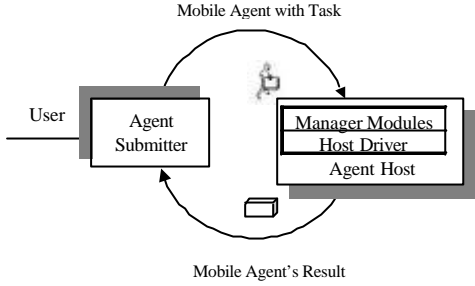 Mobile Agent with Task
User
Agent
Submitter
Manager Modules
Host Driver
Agent Host
Mobile Agent's Result